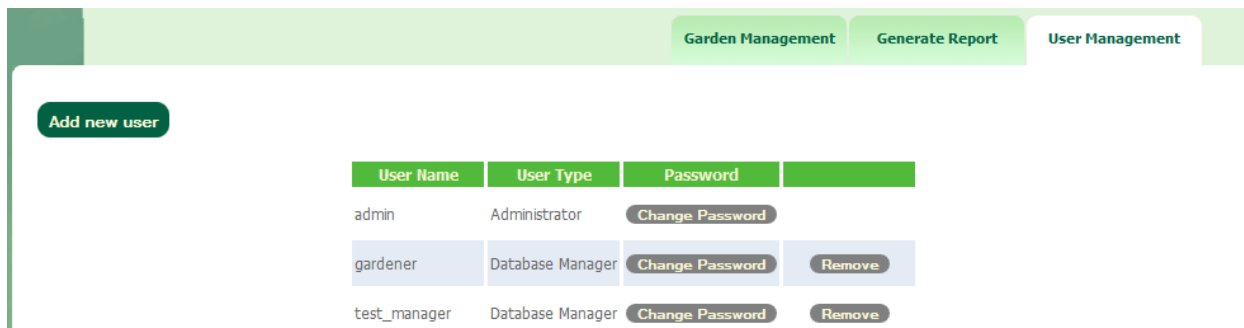 Garden Management Generate Report User Management
Add new user
User Name User Type Password
admin Administrator Change Password
gardener Database Manager Change Password Remove
test_manager Database Manager Change Password Remove